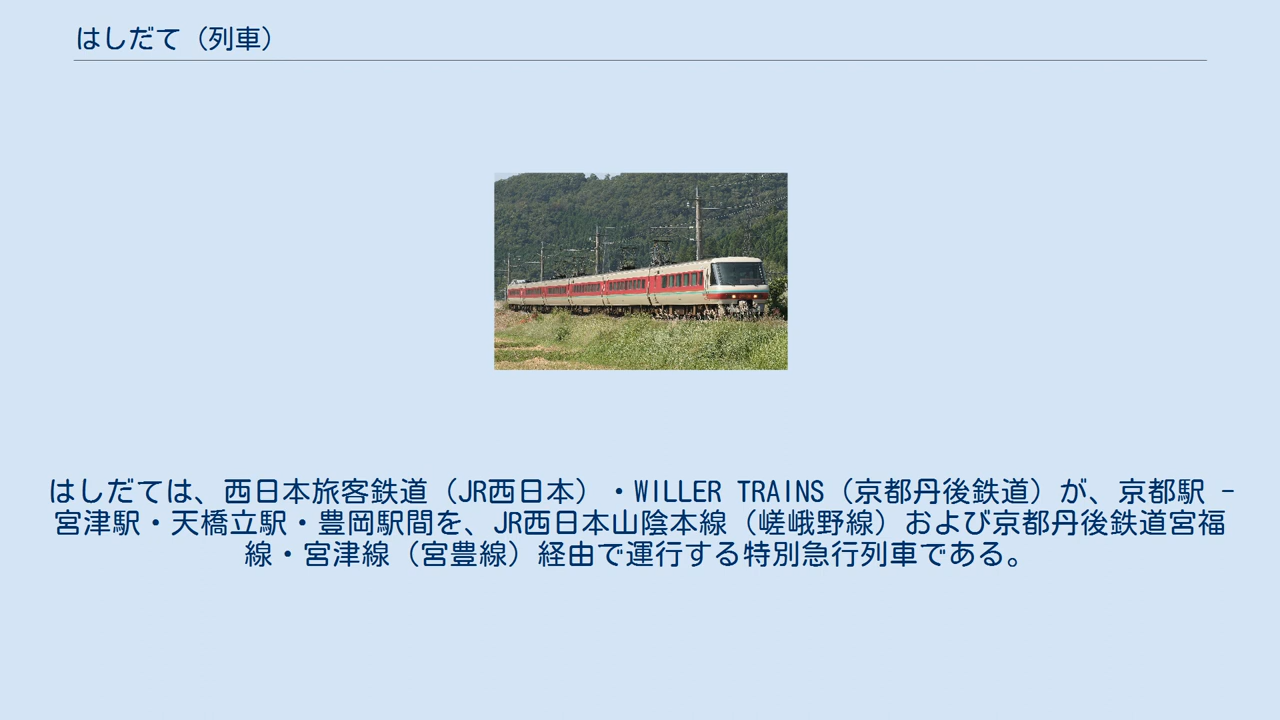 はしだて（列車）
はしだては、西日本旅客鉄道（JR西日本）・WILLER TRAINS（京都丹後鉄道）が、京都駅 -
宮津駅・天橋立駅・豊岡駅間を、JR西日本山陰本線（嵯峨野線）および京都丹後鉄道宮福
線・宮津線（宮豊線）経由で運行する特別急行列車である。